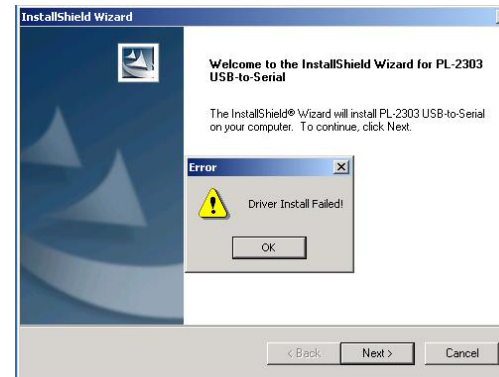 InstallShield Wizard
Welcome to the InstallShield Wizard for PL-2303
USB-to-Serial
The InstallShield® Wizard will install PL-2303 USB-to-Serial
on your computer. To continue, click Next.
Error
Driver Install Failed!
OK
< Back
Next >
Cancel